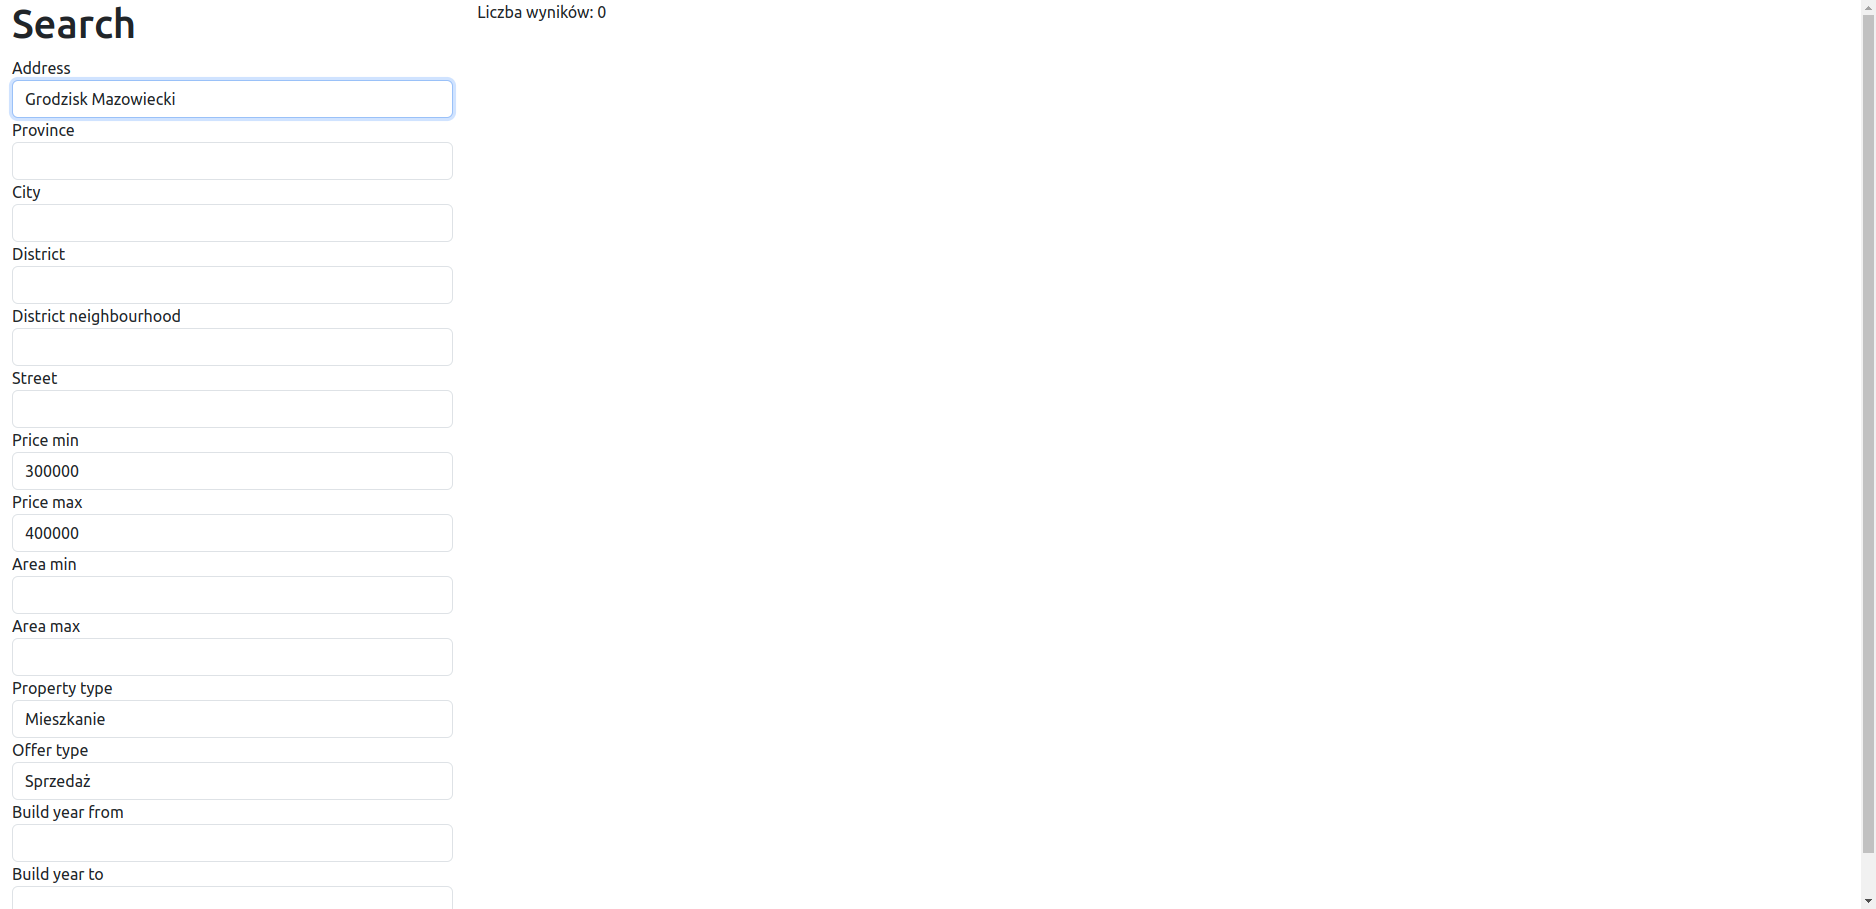 Search
Address
Grodzisk Mazowiecki
Province
City
District
District neighbourhood
Street
Price min
300000
Price max
400000
Area min
Area max
Property type
Mieszkanie
Offer type
Sprzedaż
Build year from
Build year to
Liczba wyników: 0